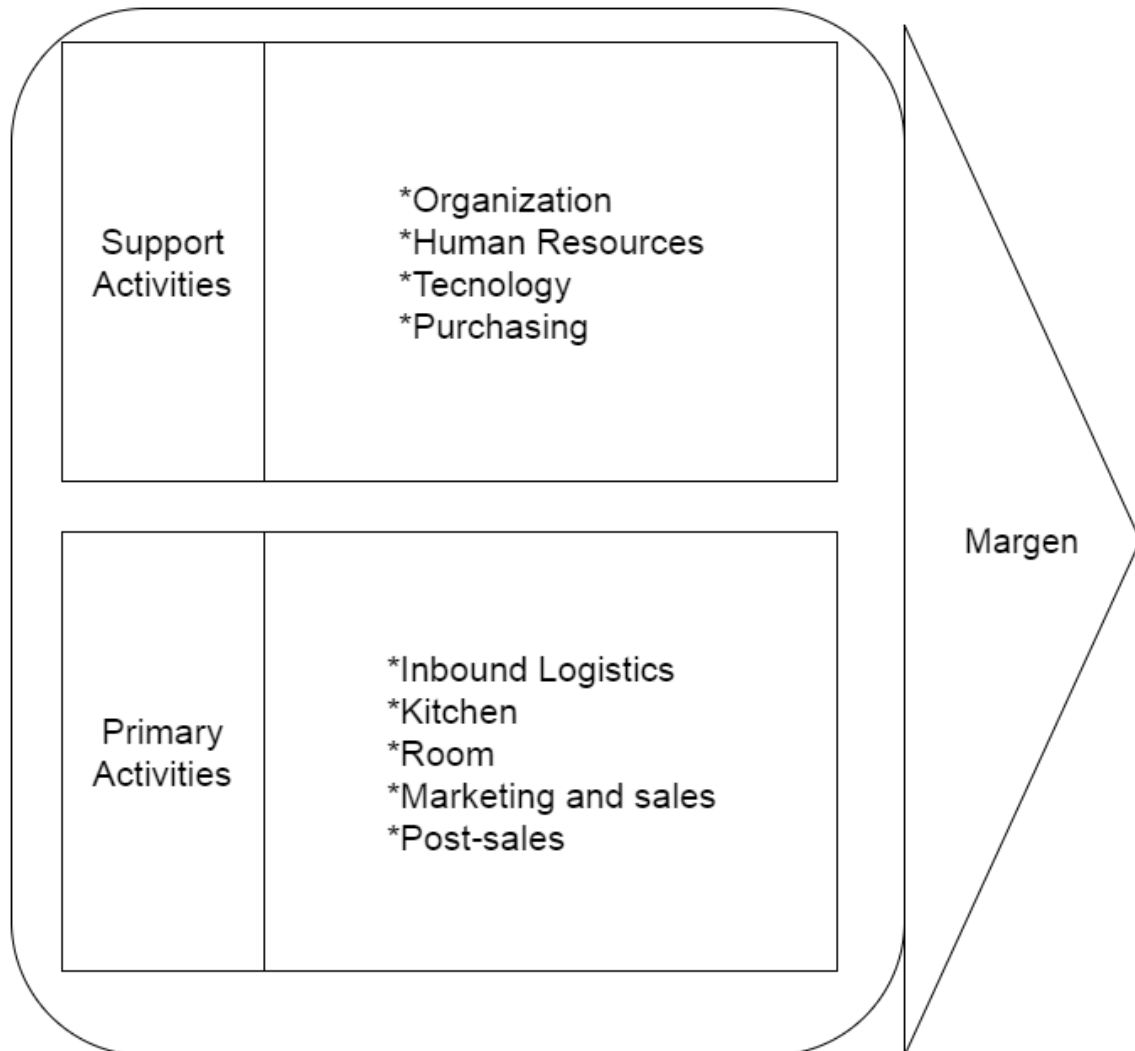 Support
Activities
*Organization
*Human Resources
*Tecnology
*Purchasing
Margen
Primary
Activities
*Inbound Logistics
*Kitchen
*Room
*Marketing and sales
*Post-sales